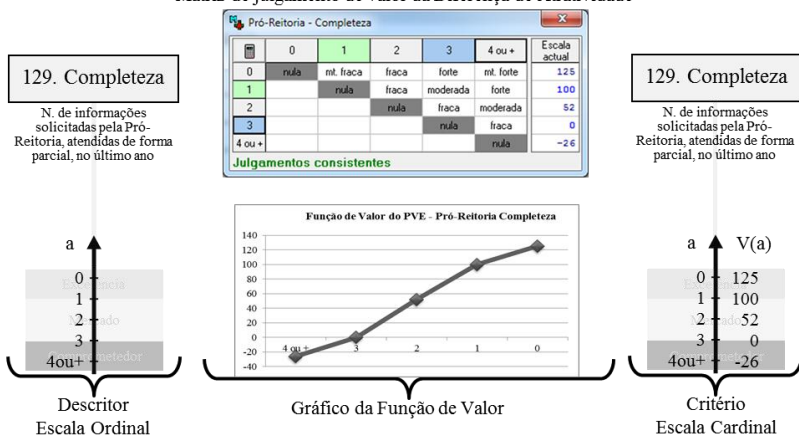 Matriz de Julgamento de Valor da Diferença de Atratividade
Pró-Reitoria - Completeza
0 1 2 3 4 ou + Escala actual
0 nula mt. fraca fraca forte mt. forte 125
1 nula fraca moderada forte 100
2 nula fraca moderada 52
3 nula fraca 0
4 ou + nula -26
Julgamentos consistentes
129. Completeza
N. de informações
solicitadas pela Pró-
Reitoria, atendidas de forma
parcial, no último ano
a
0
1
2
3
4ou+
Excelência
Mercado
Comprometedor
Descritor
Escala Ordinal
Função de Valor do PVE - Pró-Reitoria Completeza
140
120
100
80
60
40
20
0
-20
-40
4 ou + 3 2 1 0
Gráfico da Função de Valor
129. Completeza
N. de informações
solicitadas pela Pró-
Reitoria, atendidas de forma
parcial, no último ano
a V(a)
0 125
1 100
2 52
3 0
4ou+ -26
Critério
Escala Cardinal